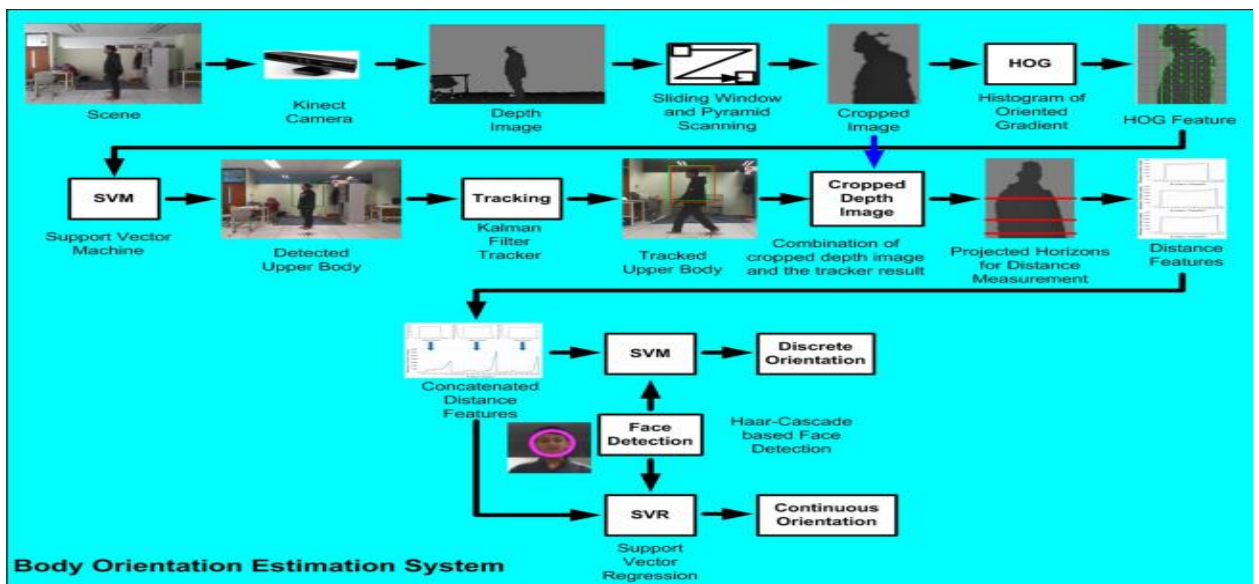 Scene
Kinect
Camera
Depth
Image
Sliding Window
and Pyramid
Scanning
Cropped
Image
HOG
Histogram of
Oriented
Gradient
HOG Feature
SVM
Support Vector
Machine
Detected
Upper Body
Tracking
Kalman
Filter
Tracker
Tracked
Upper Body
Cropped
Depth
Image
Combination of
cropped depth image
and the tracker result
Projected Horizons
for Distance
Measurement
Distance
Features
Concatenated
Distance
Features
SVM
Discrete
Orientation
Face
Detection
Haar-Cascade
based Face
Detection
SVR
Support
Vector
Regression
Continuous
Orientation
Body Orientation Estimation System